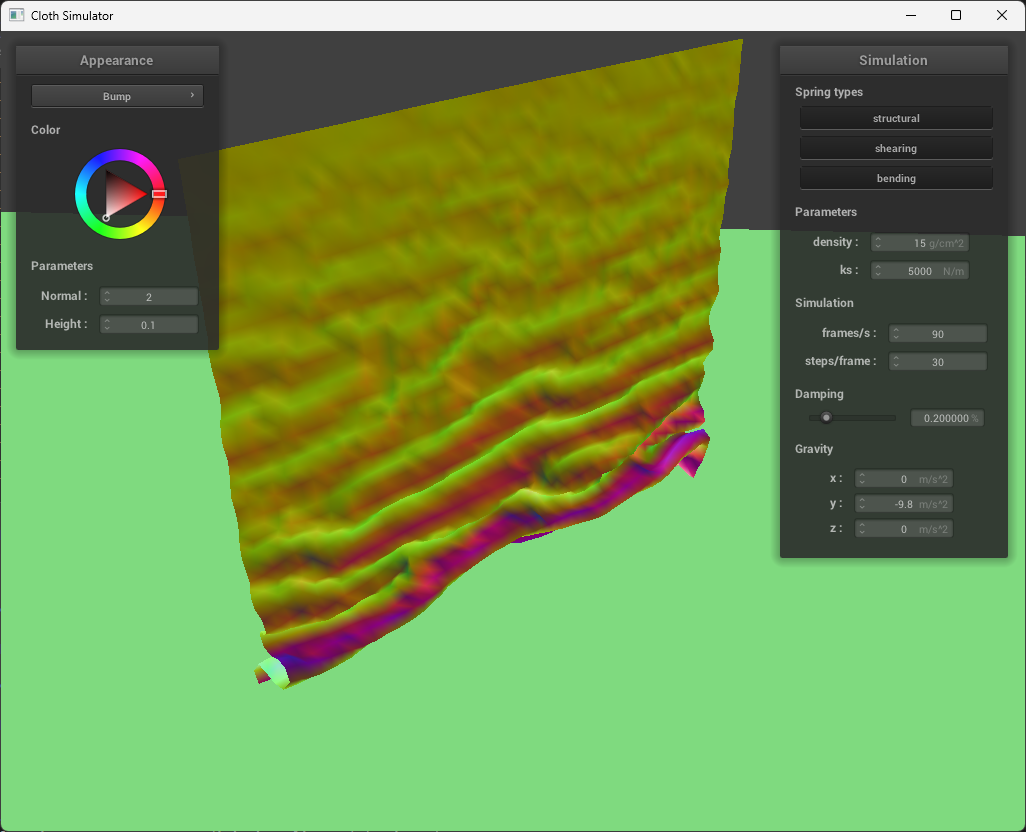 Cloth Simulator
Appearance
Bump
Color
Parameters
Normal : 2
Height : 0.1
Simulation
Spring types
structural
shearing
bending
Parameters
density : 15 g/cm^2
ks : 5000 N/m
Simulation
frames/s : 90
steps/frame : 30
Damping
0.200000 %
Gravity
x : 0 m/s^2
y : -9.8 m/s^2
z : 0 m/s^2